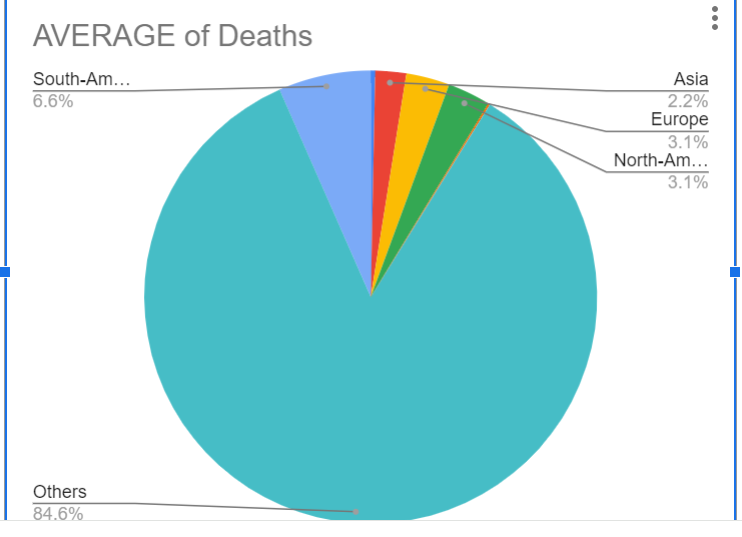 AVERAGE of Deaths
South-Am…
6.6%
Asia
2.2%
Europe
3.1%
North-Am…
3.1%
Others
84.6%